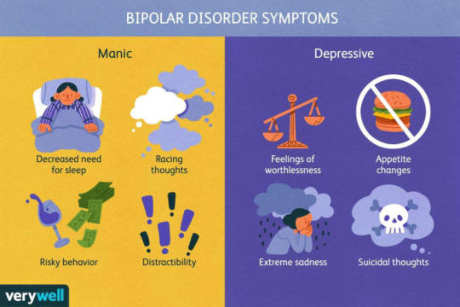 BIPOLAR DISORDER SYMPTOMS
Manic
Decreased need
for sleep
Racing
thoughts
Risky behavior
Distractibility
Depressive
Feelings of
worthlessness
Appetite
changes
Extreme sadness
Suicidal thoughts
verywell